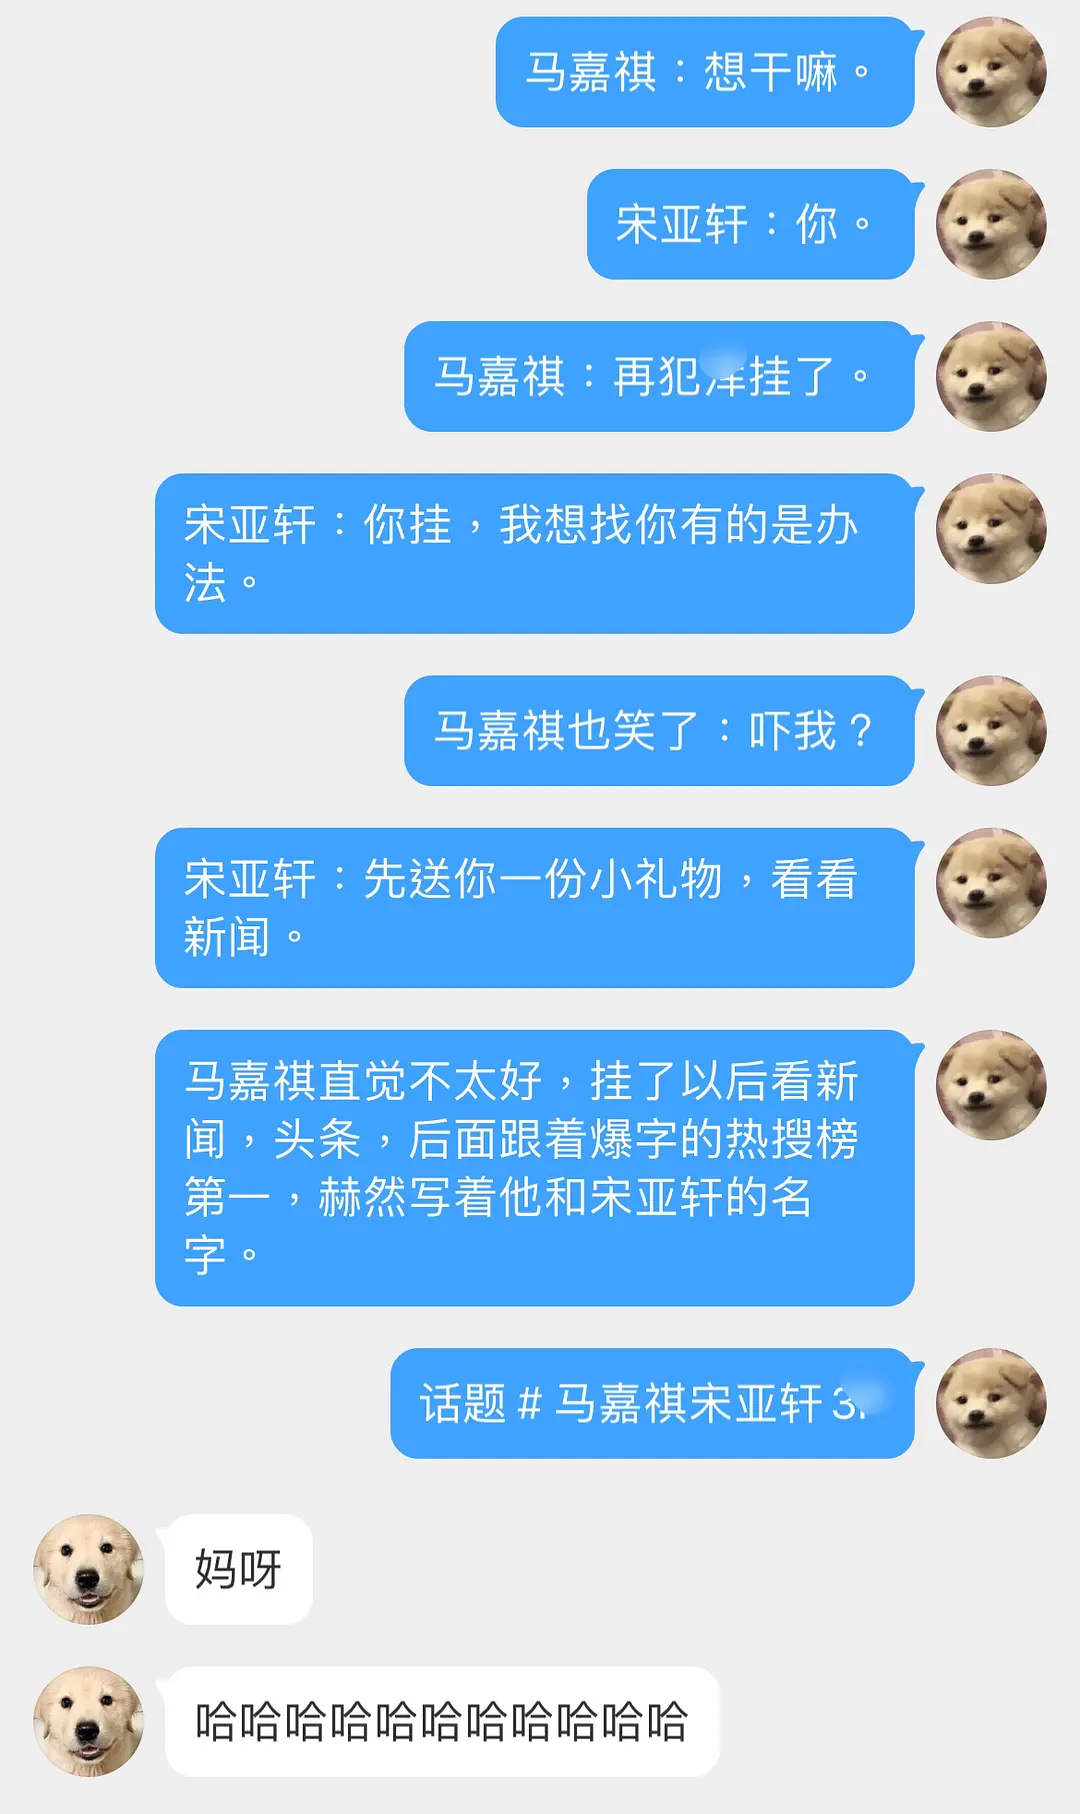 马嘉祺：想干嘛。
宋亚轩：你。
马嘉祺：再犯挂了。
宋亚轩：你挂，我想找你有的是办
法。
马嘉祺也笑了：吓我？
宋亚轩：先送你一份小礼物，看看
新闻。
马嘉祺直觉不太好，挂了以后看新
闻，头条，后面跟着爆字的热搜榜
第一，赫然写着他和宋亚轩的名
字。
话题 # 马嘉祺宋亚轩
妈呀
哈哈哈哈哈哈哈哈哈哈哈